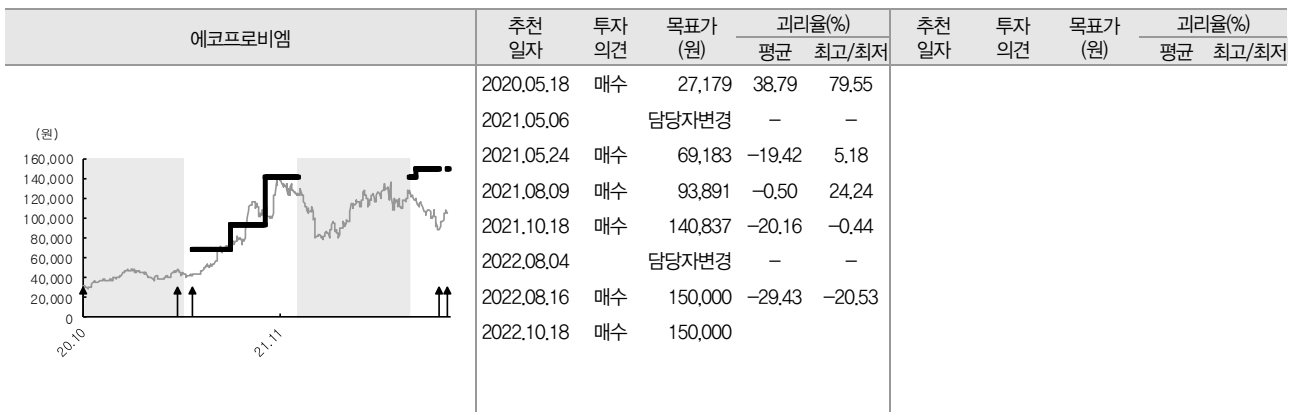 에코프로비엠
추천 일자 투자 의견 목표가 (원) 괴리율(%) 평균 최고/최저 추천 일자 투자 의견 목표가 (원) 괴리율(%) 평균 최고/최저
(원)
160,000
140,000
120,000
100,000
80,000
60,000
40,000
20,000
0
20.10
21.11
2020.05.18 매수 27,179 38.79 79.55
2021.05.06 담당자변경 - -
2021.05.24 매수 69,183 -19.42 5.18
2021.08.09 매수 93,891 -0.50 24.24
2021.10.18 매수 140,837 -20.16 -0.44
2022.08.04 담당자변경 - -
2022.08.16 매수 150,000 -29.43 -20.53
2022.10.18 매수 150,000